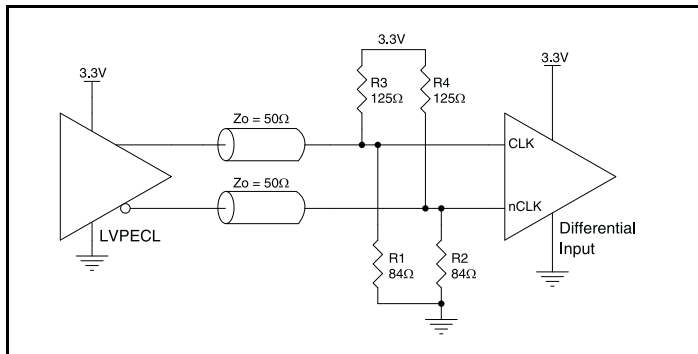 3.3V
3.3V
3.3V
R3
125Ω
R4
125Ω
Zo = 50Ω
CLK
Zo = 50Ω
nCLK
LVPECL
Differential
Input
R1
84Ω
R2
84Ω